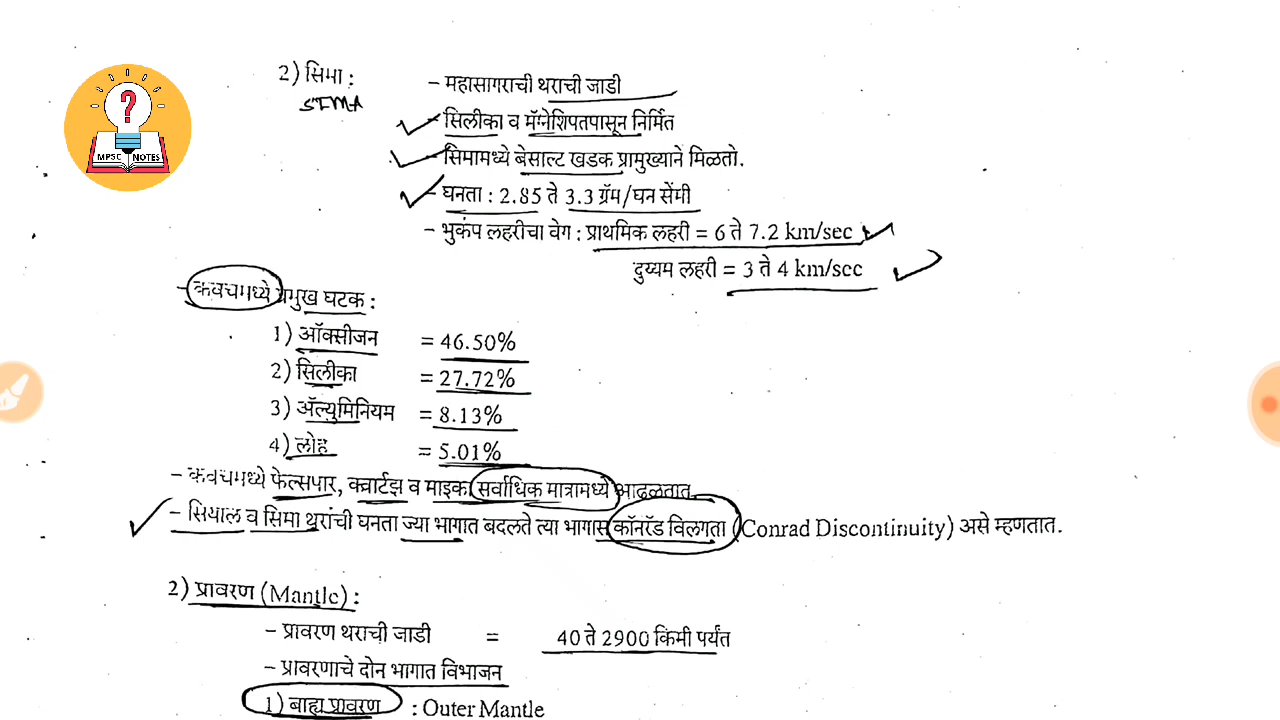 2) सिमा :
SIMA
– महासागराची थराची जाडी
– सिलीका व मॅग्नेशिपतपासून निर्मित
– सिमामध्ये बेसाल्ट खडक प्रामुख्याने मिळतो.
– घनता : 2.85 ते 3.3 ग्रॅम/घन सेंमी
– भुकंप लहरीचा वेग : प्राथमिक लहरी = 6 ते 7.2 km/sec
दुय्यम लहरी = 3 ते 4 km/sec
MPSC NOTES
– कवचमध्ये प्रमुख घटक :
1) ऑक्सीजन = 46.50%
2) सिलीका = 27.72%
3) ॲल्युमिनियम = 8.13%
4) लोह = 5.01%
– कवचमध्ये फेल्सपार, क्वार्टझ व माइका सर्वाधिक मात्रामध्ये आढळतात.
– सियाल व सिमा थरांची घनता ज्या भागात बदलते त्या भागास कॉनरॅड विलगता (Conrad Discontinuity) असे म्हणतात.
2) प्रावरण (Mantle) :
– प्रावरण थराची जाडी = 40 ते 2900 किमी पर्यंत
– प्रावरणाचे दोन भागात विभाजन
1) बाह्य प्रावरण : Outer Mantle